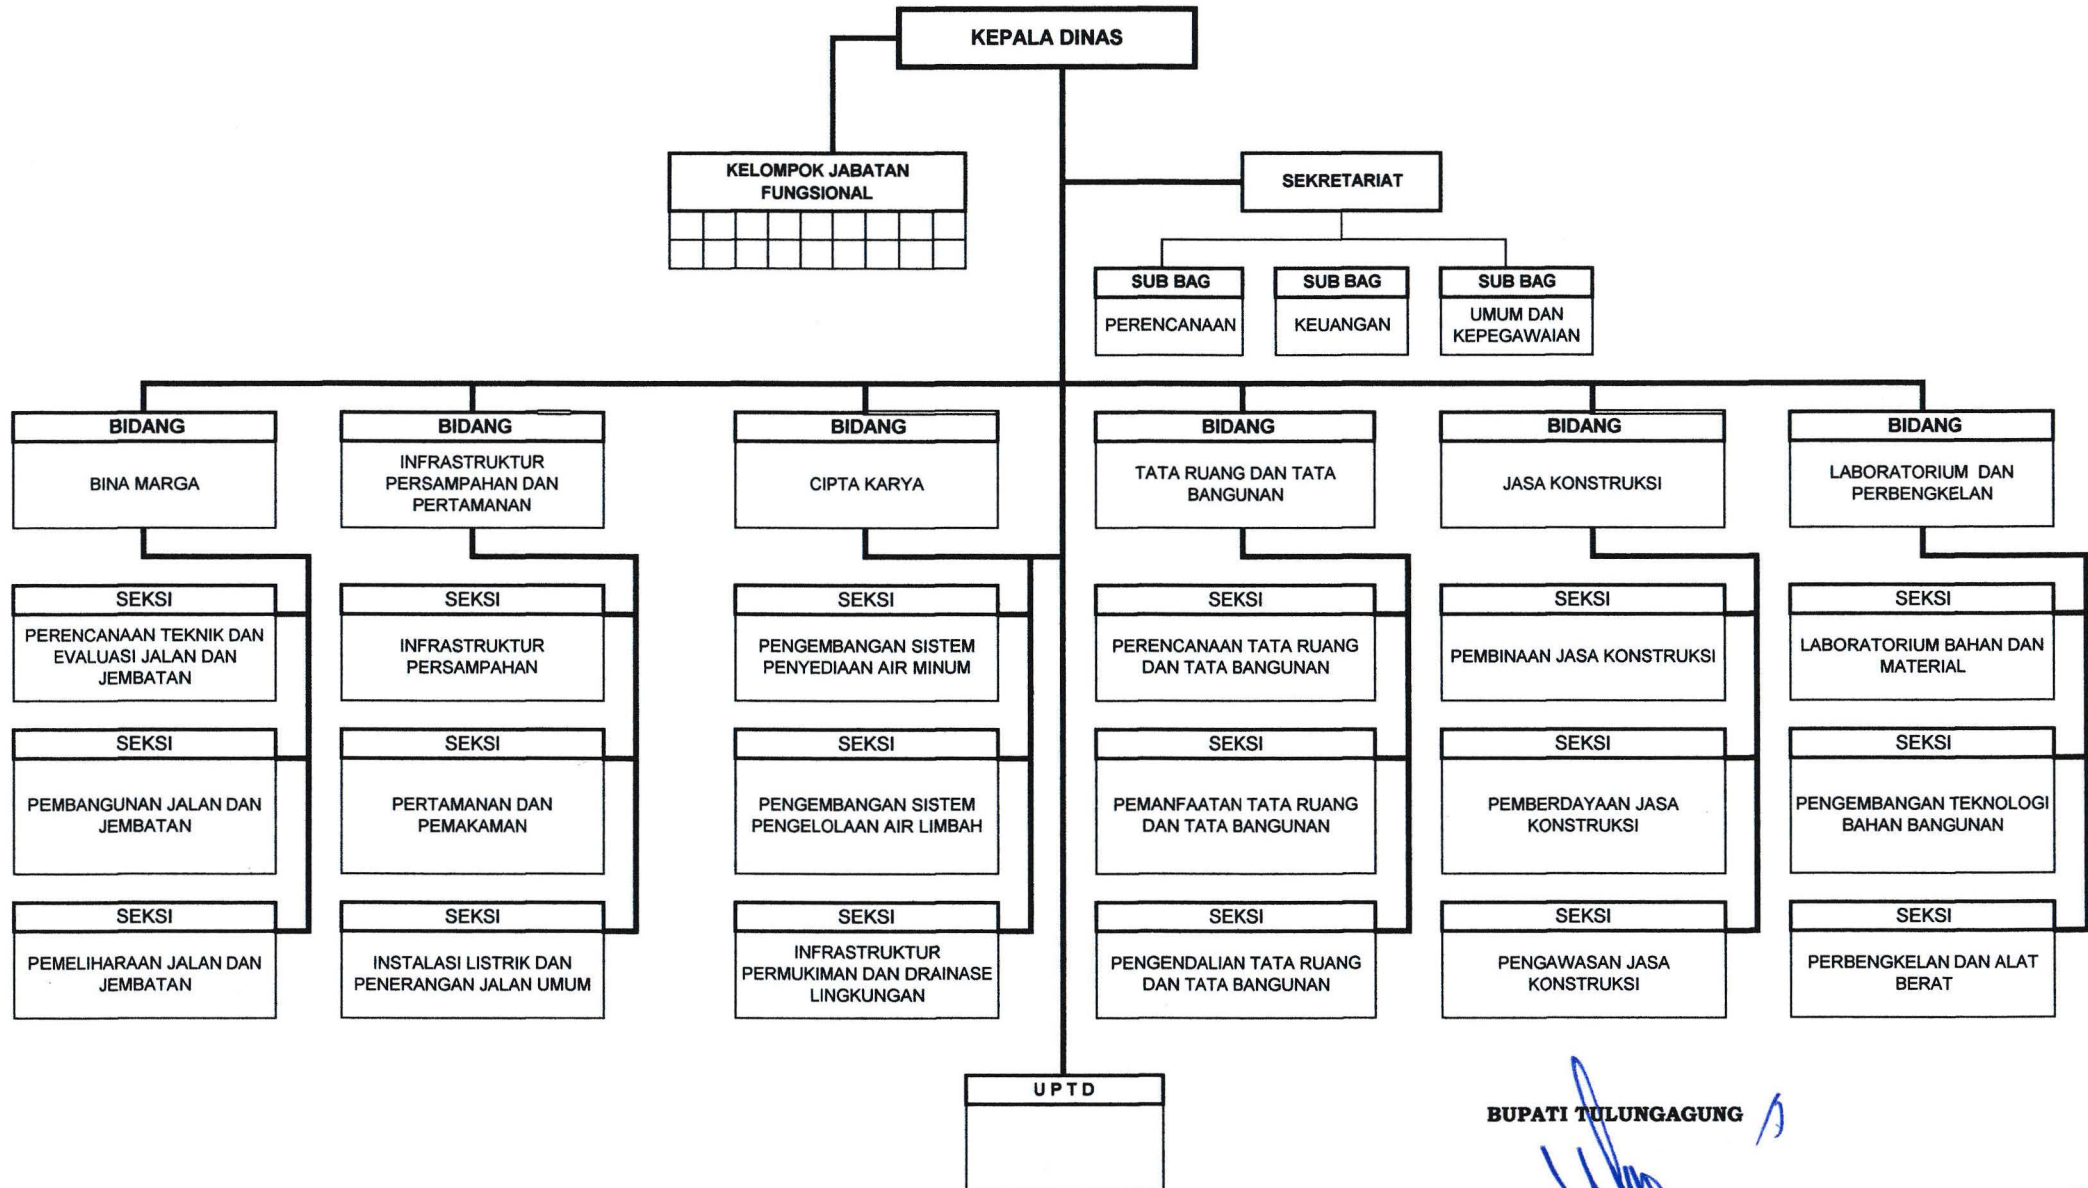 KEPALA DINAS
KELOMPOK JABATAN
FUNGSIONAL
SEKRETARIAT
SUB BAG
PERENCANAAN
SUB BAG
KEUANGAN
SUB BAG
UMUM DAN
KEPEGAWAIAN
BIDANG
BINA MARGA
BIDANG
INFRASTRUKTUR
PERSAMPAHAN DAN
PERTAMANAN
BIDANG
CIPTA KARYA
BIDANG
TATA RUANG DAN TATA
BANGUNAN
BIDANG
JASA KONSTRUKSI
BIDANG
LABORATORIUM DAN
PERBENGKELAN
SEKSI
PERENCANAAN TEKNIK DAN
EVALUASI JALAN DAN
JEMBATAN
SEKSI
INFRASTRUKTUR
PERSAMPAHAN
SEKSI
PENGEMBANGAN SISTEM
PENYEDIAAN AIR MINUM
SEKSI
PERENCANAAN TATA RUANG
DAN TATA BANGUNAN
SEKSI
PEMBINAAN JASA KONSTRUKSI
SEKSI
LABORATORIUM BAHAN DAN
MATERIAL
SEKSI
PEMBANGUNAN JALAN DAN
JEMBATAN
SEKSI
PERTAMANAN DAN
PEMAKAMAN
SEKSI
PENGEMBANGAN SISTEM
PENGELOLAAN AIR LIMBAH
SEKSI
PEMANFAATAN TATA RUANG
DAN TATA BANGUNAN
SEKSI
PEMBERDAYAAN JASA
KONSTRUKSI
SEKSI
PENGEMBANGAN TEKNOLOGI
BAHAN BANGUNAN
SEKSI
PEMELIHARAAN JALAN DAN
JEMBATAN
SEKSI
INSTALASI LISTRIK DAN
PENERANGAN JALAN UMUM
SEKSI
INFRASTRUKTUR
PERMUKIMAN DAN DRAINASE
LINGKUNGAN
SEKSI
PENGENDALIAN TATA RUANG
DAN TATA BANGUNAN
SEKSI
PENGAWASAN JASA
KONSTRUKSI
SEKSI
PERBENGKELAN DAN ALAT
BERAT
U P T D
BUPATI TULUNGAGUNG